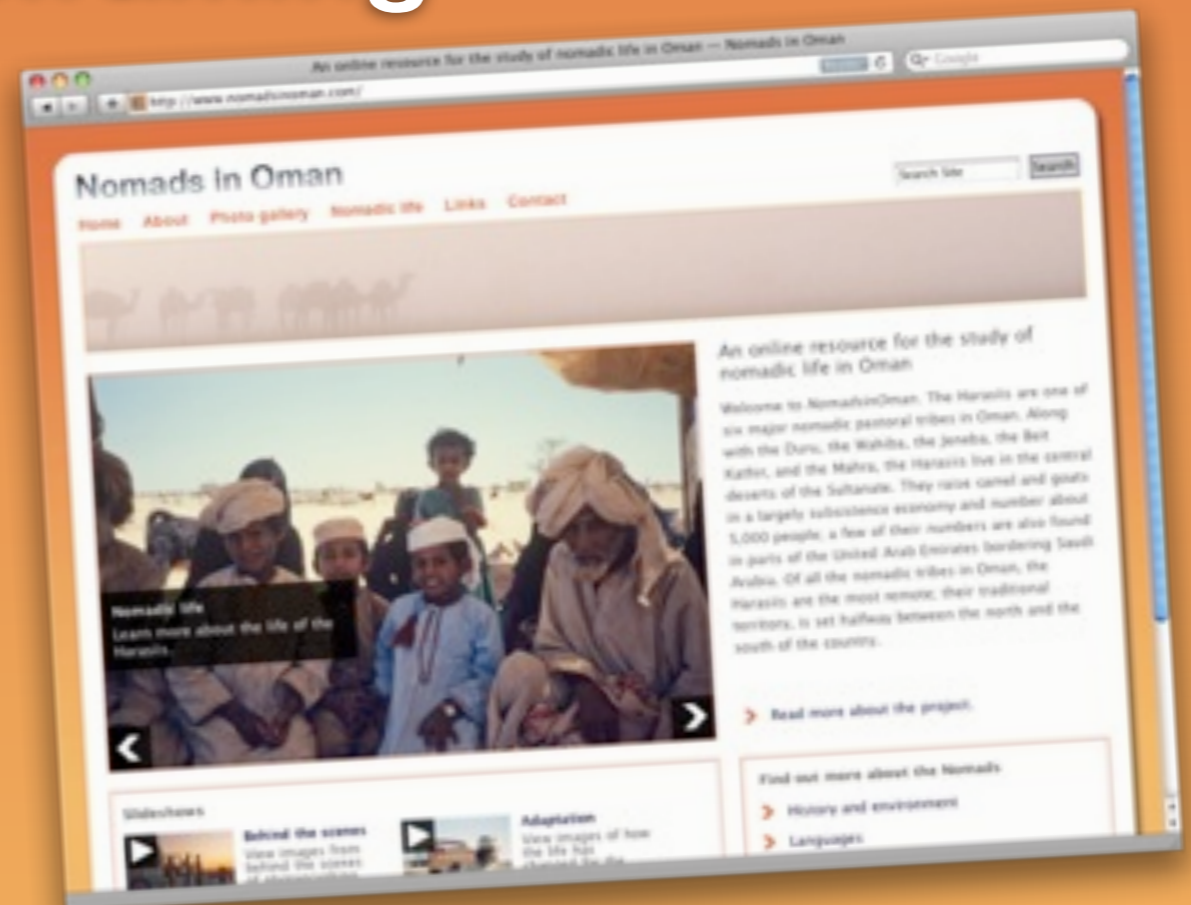 An online resource for the study of nomadic life in Oman — Nomads in Oman
http://www.nomadsinoman.com/
Google
Nomads in Oman
Search Site
Search
Home About Photo gallery Nomadic life Links Contact
An online resource for the study of
nomadic life in Oman
Welcome to NomadsinOman. The Harasiis are one of
six major nomadic pastoral tribes in Oman. Along
with the Duru, the Wahiba, the Jeneba, the Beit
Kathir, and the Mahra, the Harasiis live in the central
deserts of the Sultanate. They raise camel and goats
in a largely subsistence economy and number about
5,000 people; a few of their numbers are also found
in parts of the United Arab Emirates bordering Saudi
Arabia. Of all the nomadic tribes in Oman, the
Harasiis are the most remote; their traditional
territory, is set halfway between the north and the
south of the country.
Read more about the project.
Nomadic life
Learn more about the life of the
Harasiis.
Slideshows
Behind the scenes
View images from
behind the scenes
Adaptation
View images of how
the life has
Find out more about the Nomads
History and environment
Languages